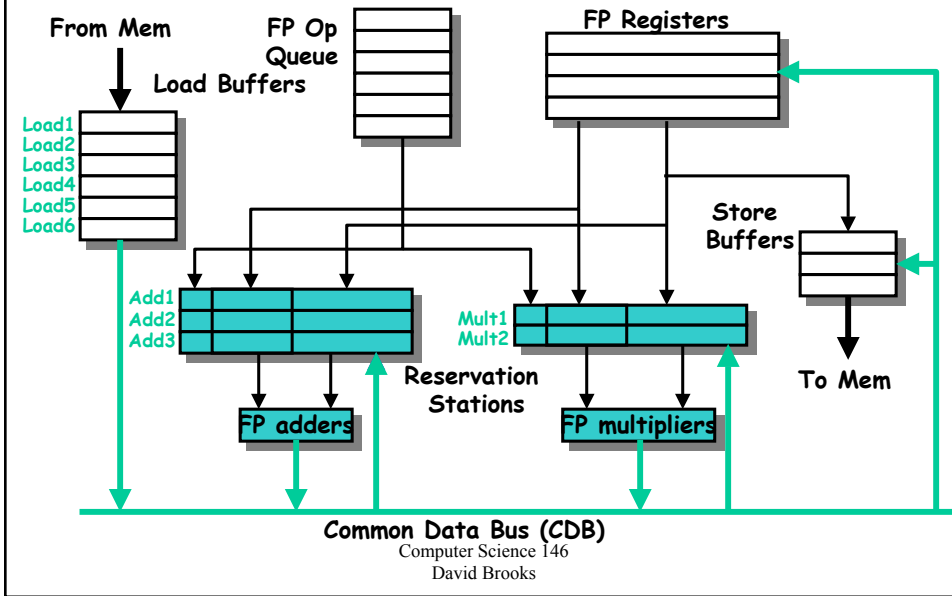 From Mem
FP Op
Queue
FP Registers
Load Buffers
Load1
Load2
Load3
Load4
Load5
Load6
Store
Buffers
Add1
Add2
Add3
Mult1
Mult2
Reservation
Stations
To Mem
FP adders
FP multipliers
Common Data Bus (CDB)
Computer Science 146
David Brooks